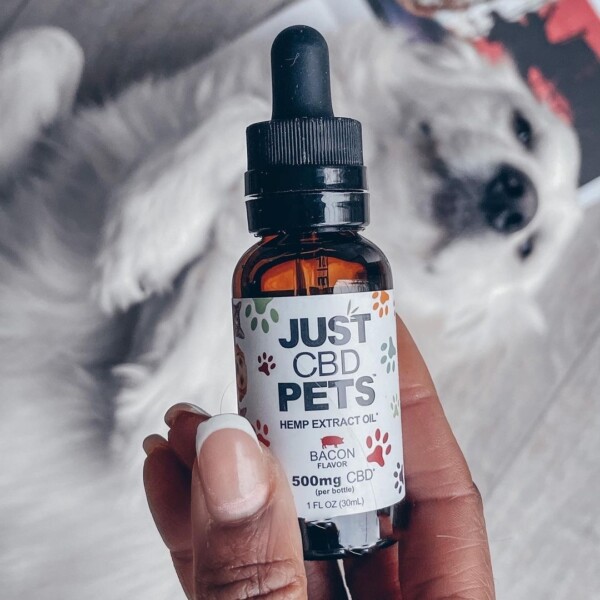 JUST
CBD
PETS™
HEMP EXTRACT OIL*
BACON
FLAVOR
500mg CBD*
(per bottle)
1 FL OZ (30mL)